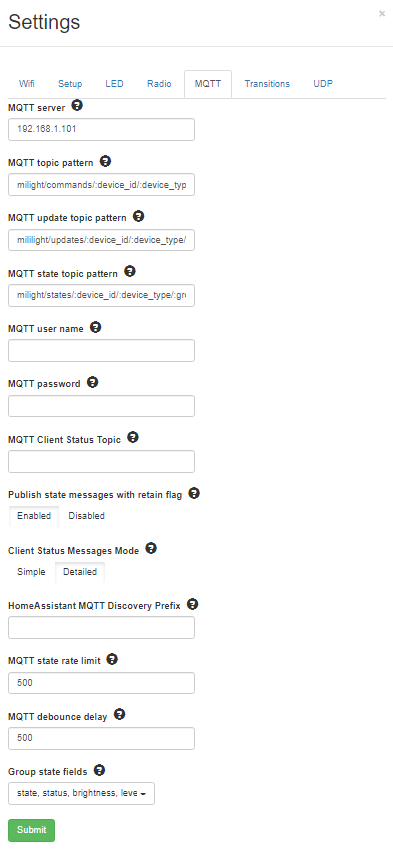 Settings
×
Wifi Setup LED Radio MQTT Transitions UDP
MQTT server ?
192.168.1.101
MQTT topic pattern ?
milight/commands/:device_id/:device_typ
MQTT update topic pattern ?
mililight/updates/:device_id/:device_type/
MQTT state topic pattern ?
milight/states/:device_id/:device_type/:gro
MQTT user name ?
MQTT password ?
MQTT Client Status Topic ?
Publish state messages with retain flag ?
Enabled Disabled
Client Status Messages Mode ?
Simple Detailed
HomeAssistant MQTT Discovery Prefix ?
MQTT state rate limit ?
500
MQTT debounce delay ?
500
Group state fields ?
state, status, brightness, leve
Submit